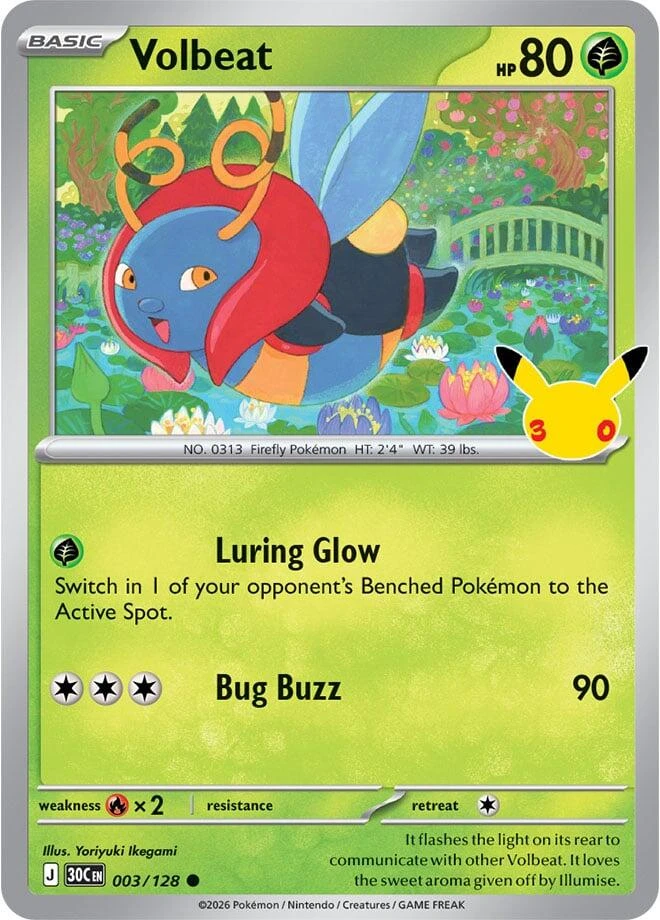 BASIC
Volbeat
HP 80
30
NO. 0313 Firefly Pokémon HT: 2'4" WT: 39 lbs.
Luring Glow
Switch in 1 of your opponent's Benched Pokémon to the
Active Spot.
Bug Buzz 90
weakness ×2 resistance retreat
Illus. Yoriyuki Ikegami
It flashes the light on its rear to
communicate with other Volbeat. It loves
the sweet aroma given off by Illumise.
J 30C EN 003/128
©2026 Pokémon / Nintendo / Creatures / GAME FREAK